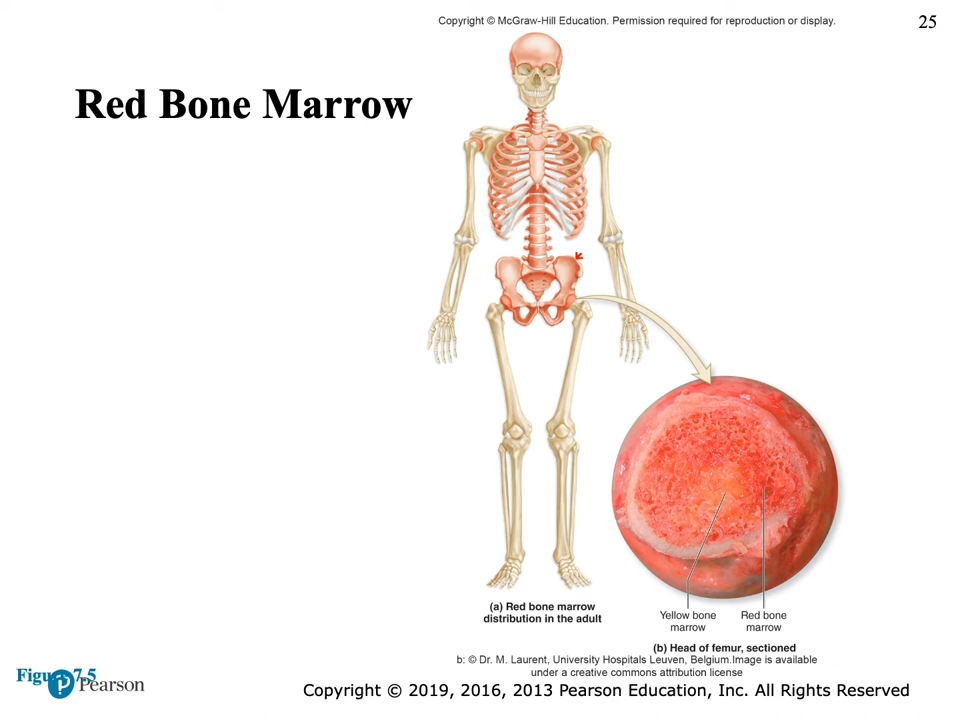 Copyright © McGraw-Hill Education. Permission required for reproduction or display.
25
Red Bone Marrow
(a) Red bone marrow
distribution in the adult
Yellow bone
marrow
Red bone
marrow
(b) Head of femur, sectioned
b: © Dr. M. Laurent, University Hospitals Leuven, Belgium.Image is available
under a creative commons attribution license
7.5
Pearson
Copyright © 2019, 2016, 2013 Pearson Education, Inc. All Rights Reserved